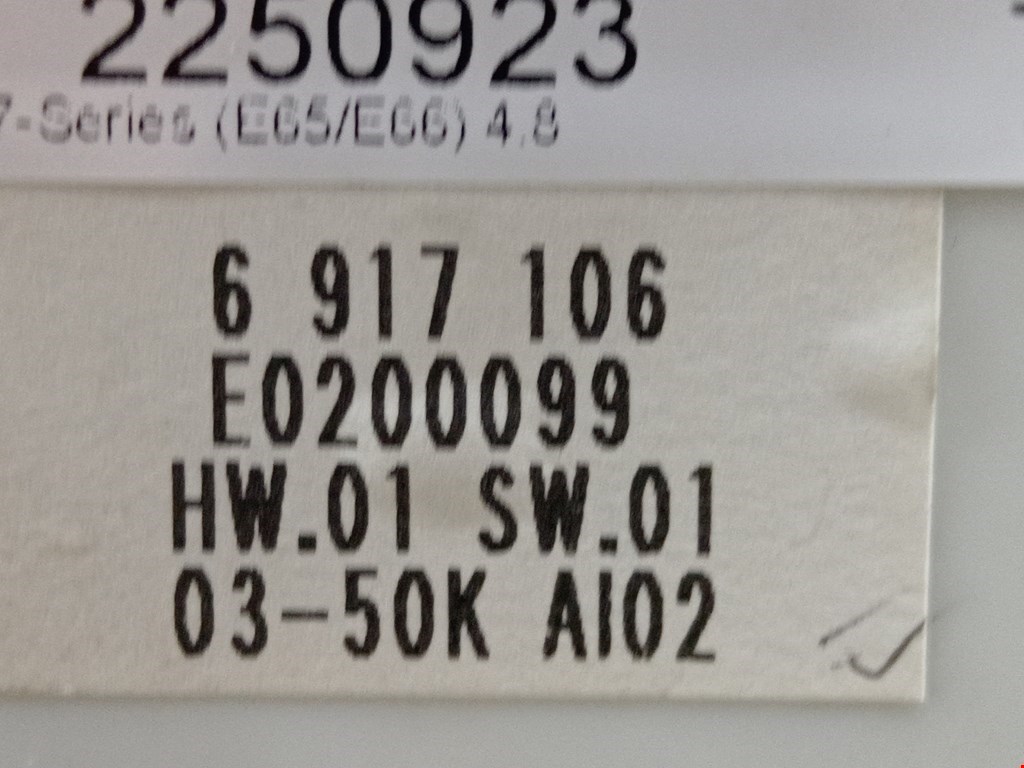 2250923
7-Series (E65/E66) 4.8
6 917 106
E0200099
HW.01 SW.01
03-50K AI02